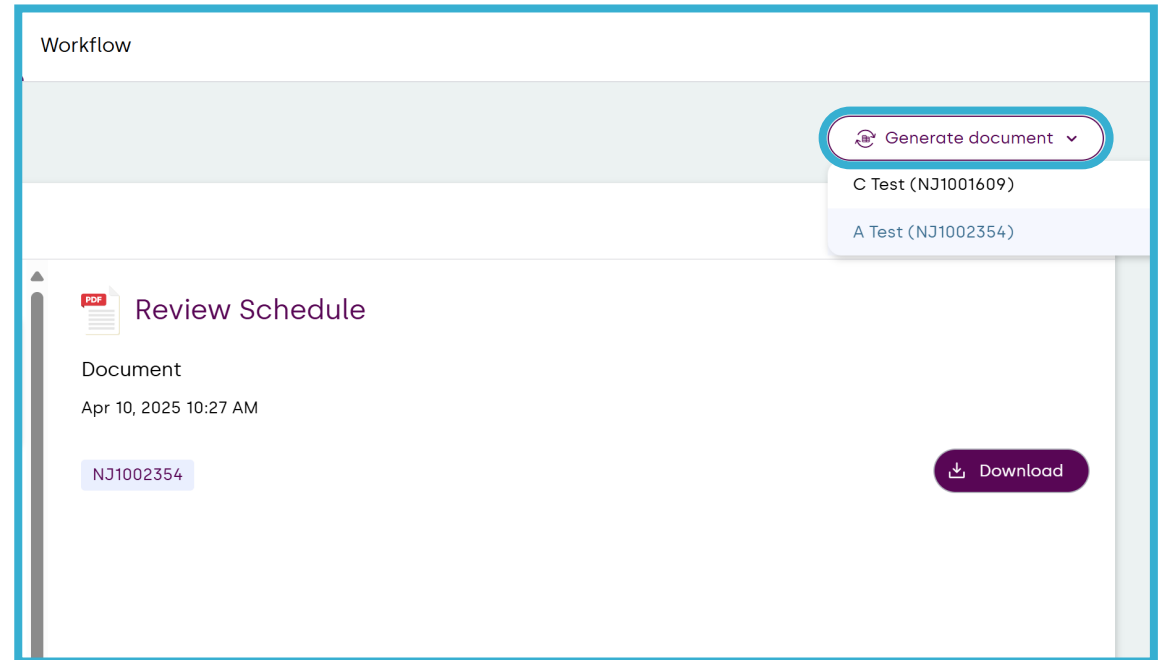 Workflow
Generate document
C Test (NJ1001609)
A Test (NJ1002354)
PDF
Review Schedule
Document
Apr 10, 2025 10:27 AM
NJ1002354
Download